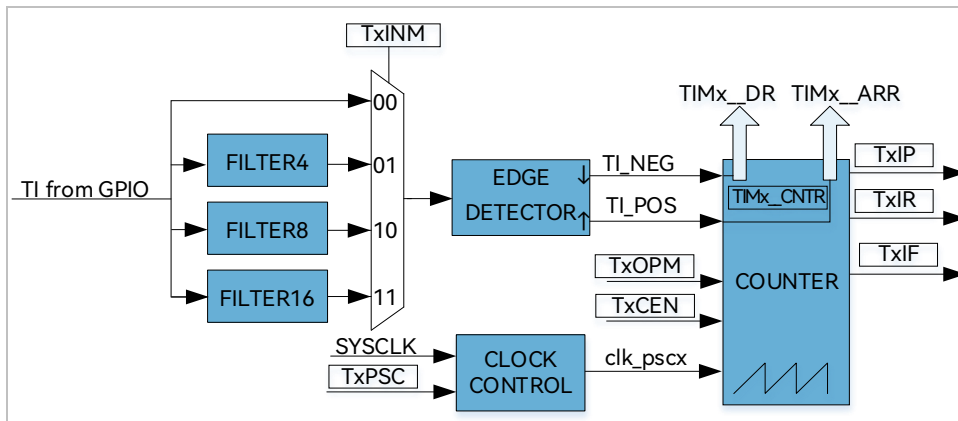 TxINM
TIMx__DR TIMx__ARR
00
FILTER4 01
TI from GPIO
FILTER8 10
FILTER16 11
EDGE
DETECTOR
TI_NEG
TI_POS
TIMx__CNTR
TxIP
TxIR
TxIF
TxOPM
TxCEN
COUNTER
SYSCLK
TxPSC
CLOCK
CONTROL
clk_pscx